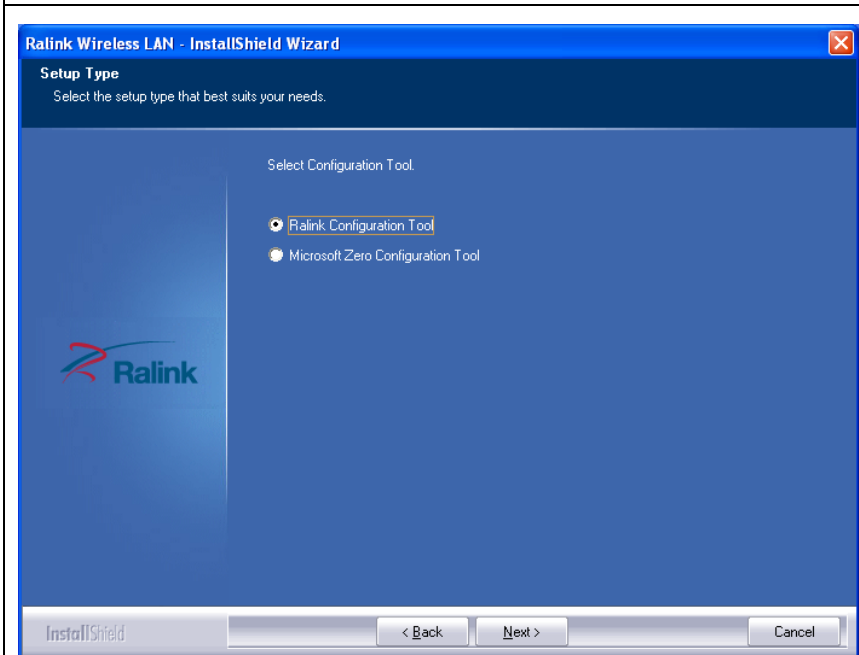 Ralink Wireless LAN - InstallShield Wizard
Setup Type
Select the setup type that best suits your needs.
Select Configuration Tool.
Ralink Configuration Tool
Microsoft Zero Configuration Tool
Ralink
InstallShield
< Back
Next >
Cancel